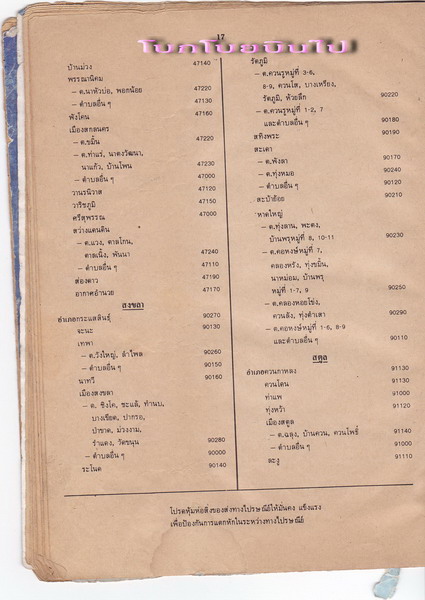 17
โบกโบยบินไป
บ้านม่วง 47140
พรรณานิคม
– ต.นาหัวบ่อ, พอกน้อย 47220
– ตำบลอื่น ๆ 47130
พังโคน 47160
เมืองสกลนคร
– ต.ขมิ้น 47220
– ต.ท่าแร่, นาตงวัฒนา,
นาแก้ว, บ้านโพน 47230
– ตำบลอื่น ๆ 47000
วานรนิวาส 47120
วาริชภูมิ 47150
ศรีสุพรรณ 47000
สว่างแดนดิน
– ต.แวง, ตาลโกน,
ตาลเนิ้ง, พันนา 47240
– ตำบลอื่น ๆ 47110
ส่องดาว 47190
อากาศอำนวย 47170
สงขลา
อำเภอกระแสสินธุ์ 90270
จะนะ 90130
เทพา
– ต.วังใหญ่, ลำไพล 90260
– ตำบลอื่น ๆ 90150
นาทวี 90160
เมืองสงขลา
– ต. ชิงโค, ชะแล้, ทำนบ,
บางเขียด, ปากรอ,
ป่าขาด, ม่วงงาม,
รำแดง, วัดขนุน 90280
– ตำบลอื่น ๆ 90000
ระโนด 90140
รัตภูมิ
– ต.ควนรูหมู่ที่ 3-6,
8-9, ควนโส, บางเหรียง,
รัตภูมิ, ห้วยลึก 90220
– ต.ควนรูหมู่ที่ 1-2, 7
และตำบลอื่น ๆ 90180
สทิงพระ 90190
สะเดา
– ต.พังลา 90170
– ต.ทุ่งหมอ 90240
– ตำบลอื่น ๆ 90120
สะบ้าย้อย 90210
หาดใหญ่
– ต.ทุ่งลาน, พะตง,
บ้านพรุหมู่ที่ 8, 10-11 90230
– ต.คอหงษ์หมู่ที่ 7,
คลองหรัง, ทุ่งขมิ้น,
นาหม่อม, บ้านพรุ
หมู่ที่ 1-7, 9 90250
– ต.คลองหอยโข่ง,
ควนลัง, ทุ่งตำเสา 90290
– ต.คอหงษ์หมู่ที่ 1-6, 8-9
และตำบลอื่น ๆ 90110
สตูล
อำเภอควนกาหลง 91130
ควนโดน 91130
ท่าแพ 91000
ทุ่งหว้า 91120
เมืองสตูล
– ต.ฉลุง, บ้านควน, ควนโพธิ์ 91140
– ตำบลอื่น ๆ 91000
ละงู 91110
โปรดหุ้มห่อสิ่งของส่งทางไปรษณีย์ให้มั่นคง แข็งแรง
เพื่อป้องกันการแตกหักในระหว่างทางไปรษณีย์